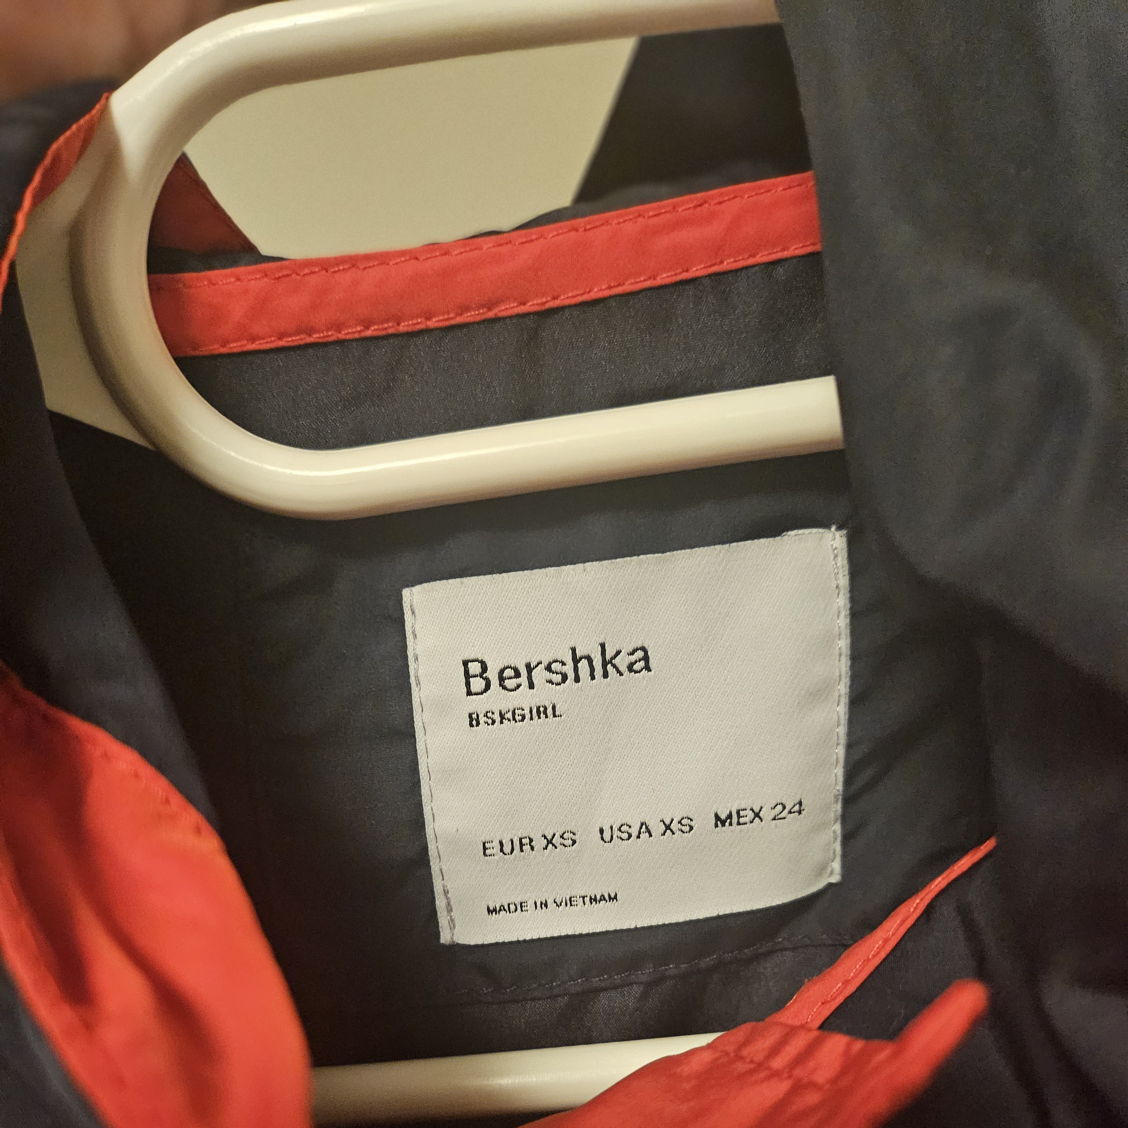 Bershka
BSKGIRL
EUR XS USA XS MEX 24
MADE IN VIETNAM